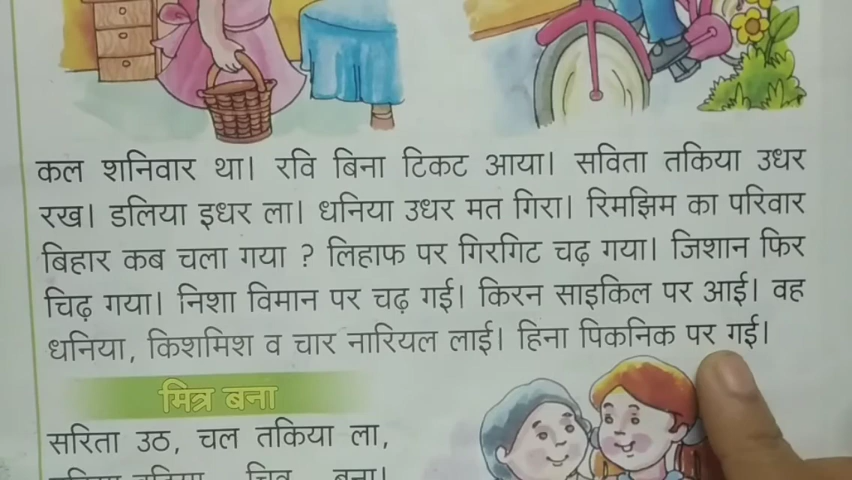 कल शनिवार था। रवि बिना टिकट आया। सविता तकिया उधर
रख। डलिया इधर ला। धनिया उधर मत गिरा। रिमझिम का परिवार
बिहार कब चला गया ? लिहाफ पर गिरगिट चढ़ गया। जिशान फिर
चिढ़ गया। निशा विमान पर चढ़ गई। किरन साइकिल पर आई। वह
धनिया, किशमिश व चार नारियल लाई। हिना पिकनिक पर गई।
मित्र बना
सरिता उठ, चल तकिया ला,
बना।